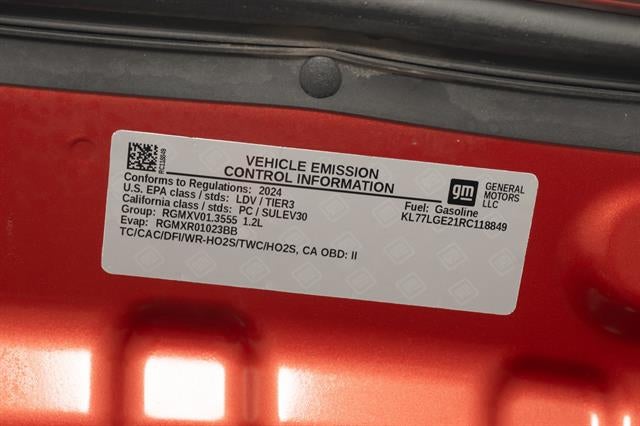 RC118849
VEHICLE EMISSION
CONTROL INFORMATION
Conforms to Regulations: 2024
U.S. EPA class / stds: LDV / TIER3
California class / stds: PC / SULEV30
Group: RGMXV01.3555 1.2L
Evap: RGMXR01023BB
TC/CAC/DFI/WR-HO2S/TWC/HO2S, CA OBD: II
gm
GENERAL
MOTORS
LLC
Fuel: Gasoline
KL77LGE21RC118849